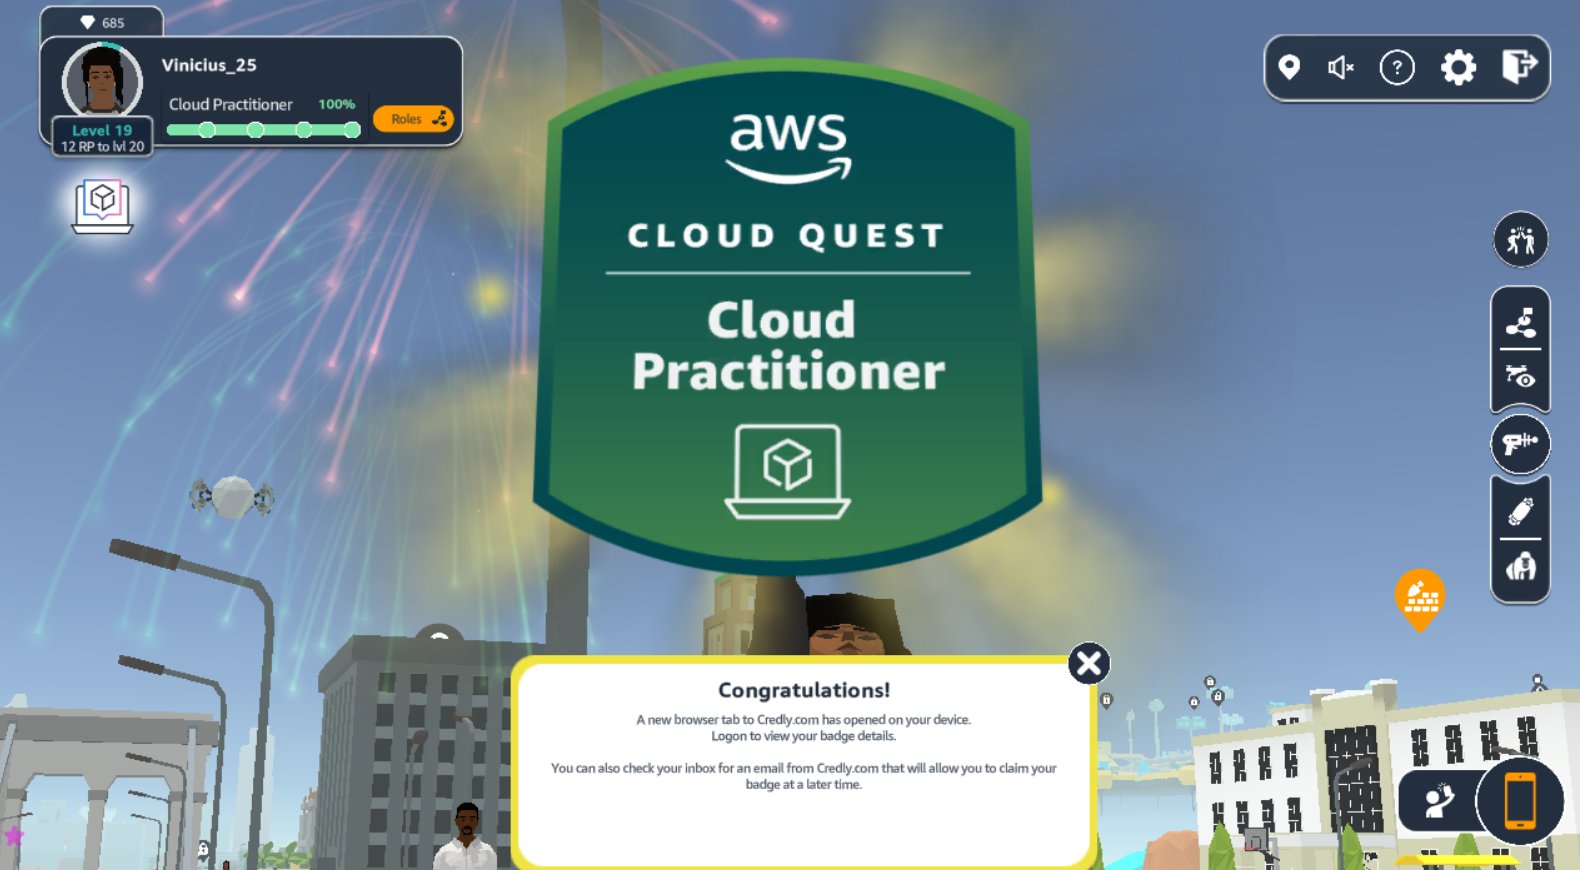 685
Vinicius_25
Cloud Practitioner 100%
Roles
Level 19
12 RP to lvl 20
aws
CLOUD QUEST
Cloud
Practitioner
?
Congratulations!
A new browser tab to Credly.com has opened on your device.
Logon to view your badge details.
You can also check your inbox for an email from Credly.com that will allow you to claim your
badge at a later time.